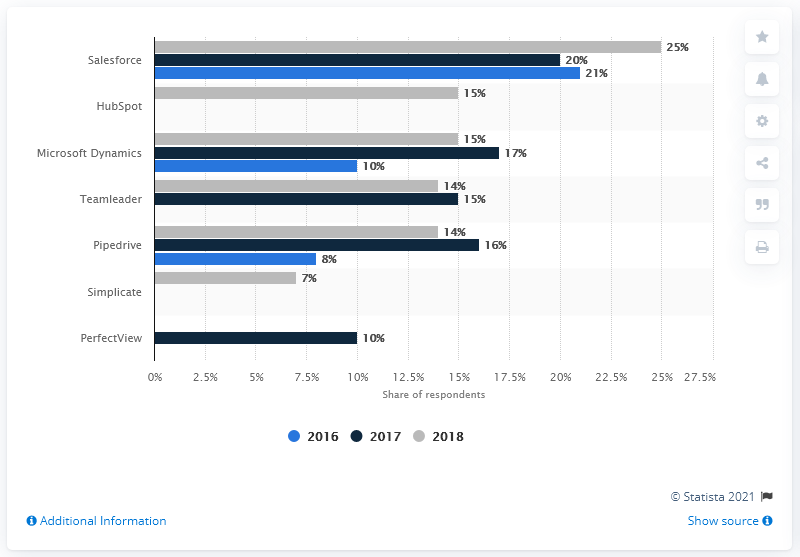 Salesforce
25%
20%
21%
HubSpot
15%
Microsoft Dynamics
15%
17%
10%
Teamleader
14%
15%
Pipedrive
14%
16%
8%
Simplicate
7%
PerfectView
10%
0% 2.5% 5% 7.5% 10% 12.5% 15% 17.5% 20% 22.5% 25% 27.5%
Share of respondents
2016 2017 2018
© Statista 2021
Additional Information Show source